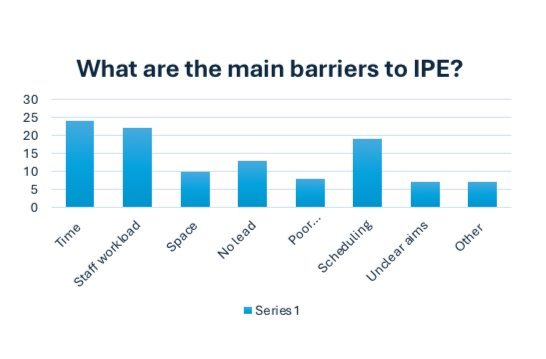 What are the main barriers to IPE?
30
25
20
15
10
5
0
Time
Staff workload
Space
No lead
Poor...
Scheduling
Unclear aims
Other
Series1